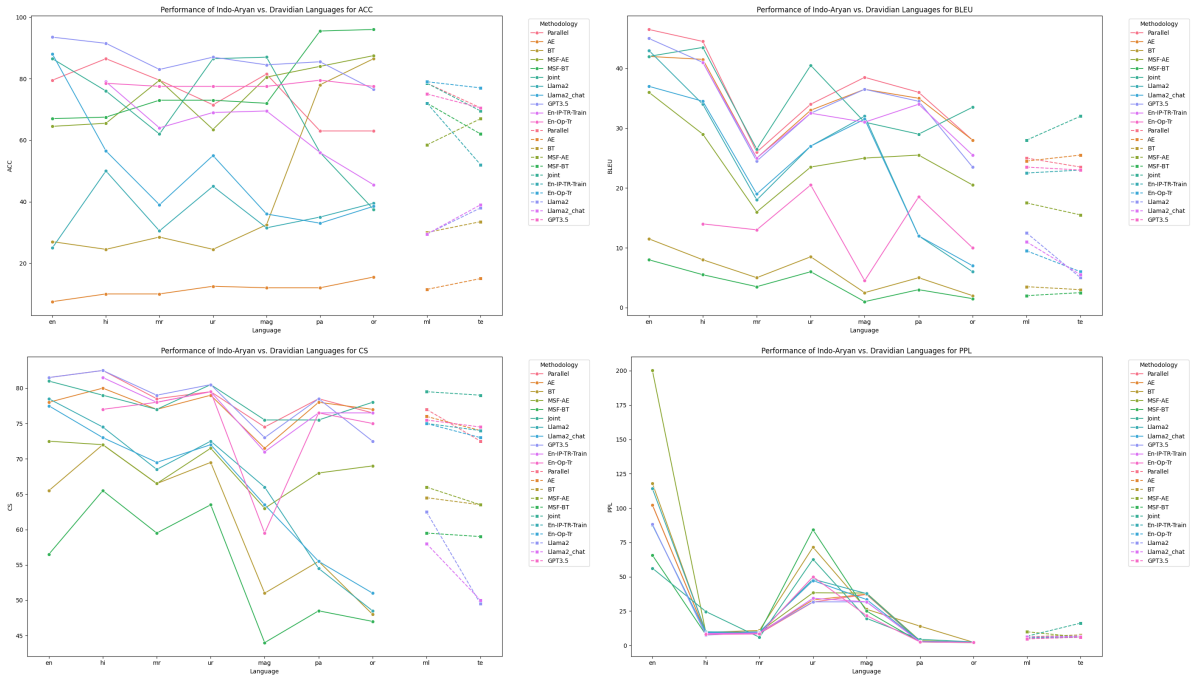 Performance of Indo-Aryan vs. Dravidian Languages for ACC
100
80
60
40
20
ACC
en
hi
mr
ur
mag
pa
or
ml
te
Language
Methodology
Parallel
AE
BT
MSF-AE
MSF-BT
Joint
Llama2
Llama2_chat
GPT3.5
En-IP-TR-Train
En-Op-Tr
Parallel
AE
BT
MSF-AE
MSF-BT
Joint
En-IP-TR-Train
En-Op-Tr
Llama2
Llama2_chat
GPT3.5
Performance of Indo-Aryan vs. Dravidian Languages for BLEU
40
30
20
10
0
BLEU
en
hi
mr
ur
mag
pa
or
ml
te
Language
Methodology
Parallel
AE
BT
MSF-AE
MSF-BT
Joint
Llama2
Llama2_chat
GPT3.5
En-IP-TR-Train
En-Op-Tr
Parallel
AE
BT
MSF-AE
MSF-BT
Joint
En-IP-TR-Train
En-Op-Tr
Llama2
Llama2_chat
GPT3.5
Performance of Indo-Aryan vs. Dravidian Languages for CS
80
75
70
65
60
55
50
45
CS
en
hi
mr
ur
mag
pa
or
ml
te
Language
Methodology
Parallel
AE
BT
MSF-AE
MSF-BT
Joint
Llama2
Llama2_chat
GPT3.5
En-IP-TR-Train
En-Op-Tr
Parallel
AE
BT
MSF-AE
MSF-BT
Joint
En-IP-TR-Train
En-Op-Tr
Llama2
Llama2_chat
GPT3.5
Performance of Indo-Aryan vs. Dravidian Languages for PPL
200
175
150
125
100
75
50
25
0
PPL
en
hi
mr
ur
mag
pa
or
ml
te
Language
Methodology
Parallel
AE
BT
MSF-AE
MSF-BT
Joint
Llama2
Llama2_chat
GPT3.5
En-IP-TR-Train
En-Op-Tr
Parallel
AE
BT
MSF-AE
MSF-BT
Joint
En-IP-TR-Train
En-Op-Tr
Llama2
Llama2_chat
GPT3.5